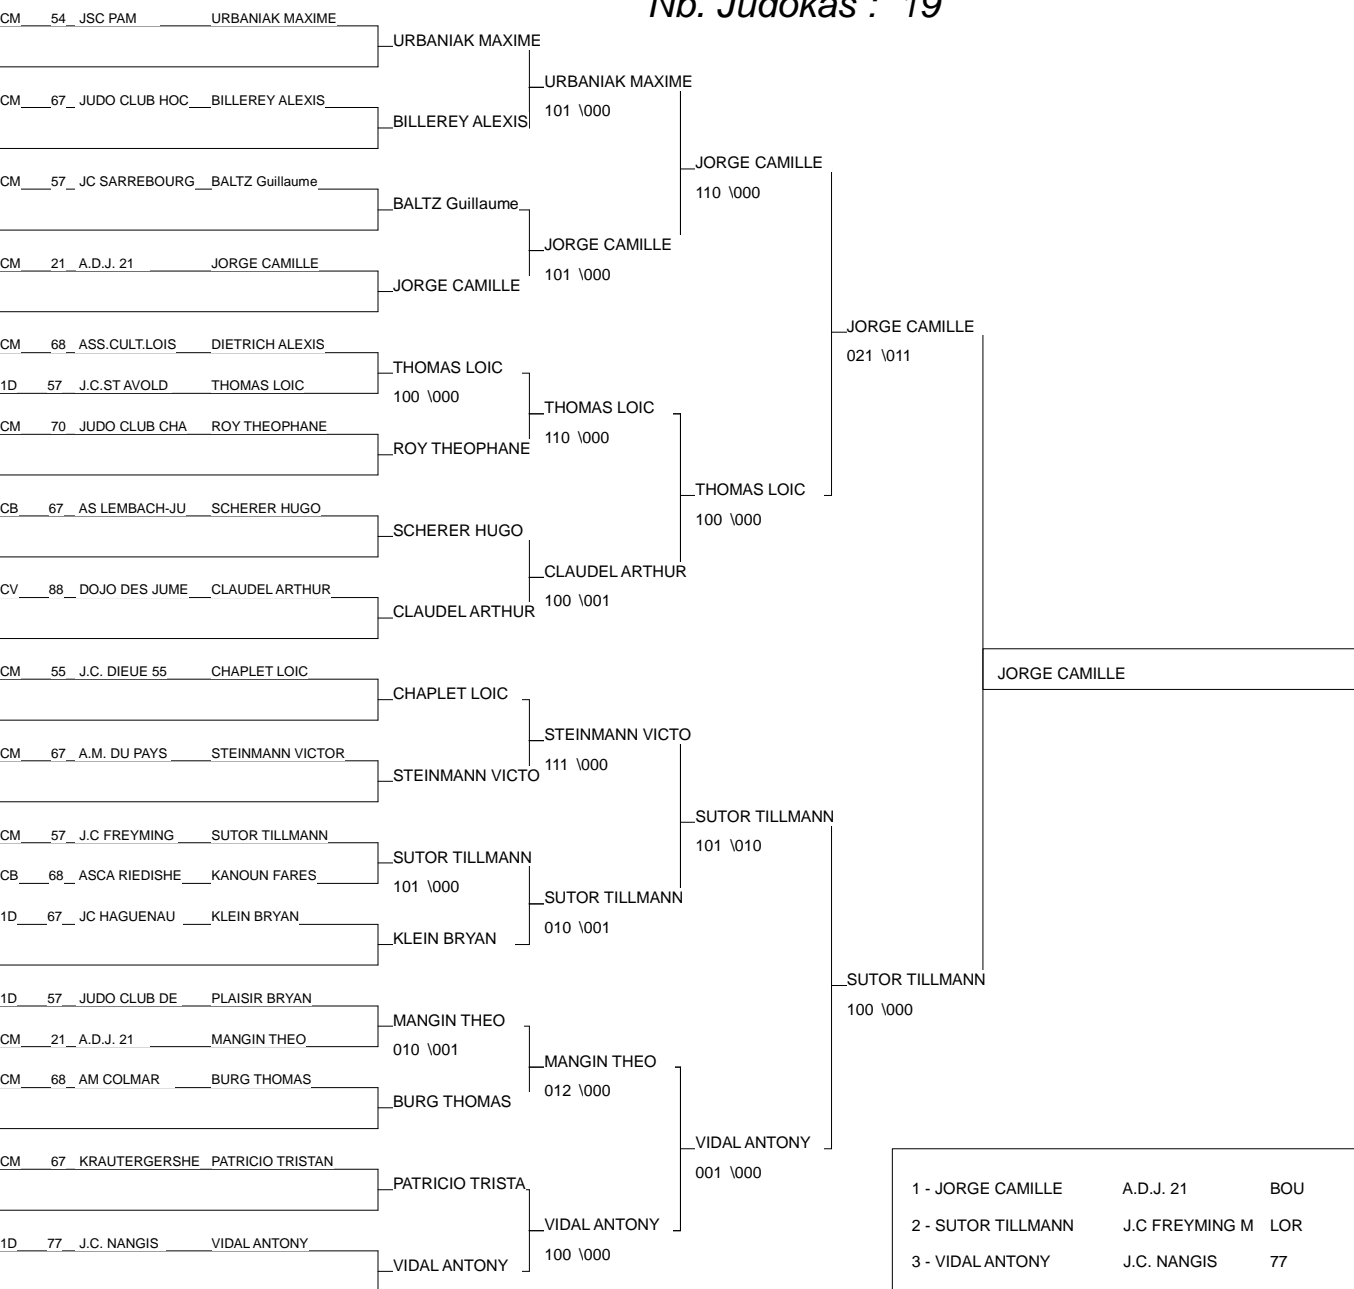 Nb. Judokas : 19
CM 54 JSC PAM URBANIAK MAXIME
URBANIAK MAXIME
URBANIAK MAXIME
CM 67 JUDO CLUB HOC BILLEREY ALEXIS
101 \000
BILLEREY ALEXIS
JORGE CAMILLE
CM 57 JC SARREBOURG BALTZ Guillaume
110 \000
BALTZ Guillaume
JORGE CAMILLE
CM 21 A.D.J. 21 JORGE CAMILLE
101 \000
JORGE CAMILLE
JORGE CAMILLE
CM 68 ASS.CULT.LOIS DIETRICH ALEXIS
021 \011
THOMAS LOIC
1D 57 J.C.ST AVOLD THOMAS LOIC
100 \000
THOMAS LOIC
CM 70 JUDO CLUB CHA ROY THEOPHANE
110 \000
ROY THEOPHANE
THOMAS LOIC
CB 67 AS LEMBACH-JU SCHERER HUGO
100 \000
SCHERER HUGO
CLAUDEL ARTHUR
CV 88 DOJO DES JUME CLAUDEL ARTHUR
100 \001
CLAUDEL ARTHUR
CM 55 J.C. DIEUE 55 CHAPLET LOIC
JORGE CAMILLE
CHAPLET LOIC
STEINMANN VICTO
CM 67 A.M. DU PAYS STEINMANN VICTOR
111 \000
STEINMANN VICTO
SUTOR TILLMANN
CM 57 J.C FREYMING SUTOR TILLMANN
101 \010
SUTOR TILLMANN
CB 68 ASCA RIEDISHE KANOUN FARES
101 \000
SUTOR TILLMANN
1D 67 JC HAGUENAU KLEIN BRYAN
010 \001
KLEIN BRYAN
SUTOR TILLMANN
1D 57 JUDO CLUB DE PLAISIR BRYAN
100 \000
MANGIN THEO
CM 21 A.D.J. 21 MANGIN THEO
010 \001
MANGIN THEO
CM 68 AM COLMAR BURG THOMAS
012 \000
BURG THOMAS
VIDAL ANTONY
CM 67 KRAUTERGERSHE PATRICIO TRISTAN
001 \000
PATRICIO TRISTA
1 - JORGE CAMILLE A.D.J. 21 BOU
VIDAL ANTONY
2 - SUTOR TILLMANN J.C FREYMING M LOR
1D 77 J.C. NANGIS VIDAL ANTONY
100 \000
VIDAL ANTONY
3 - VIDAL ANTONY J.C. NANGIS 77